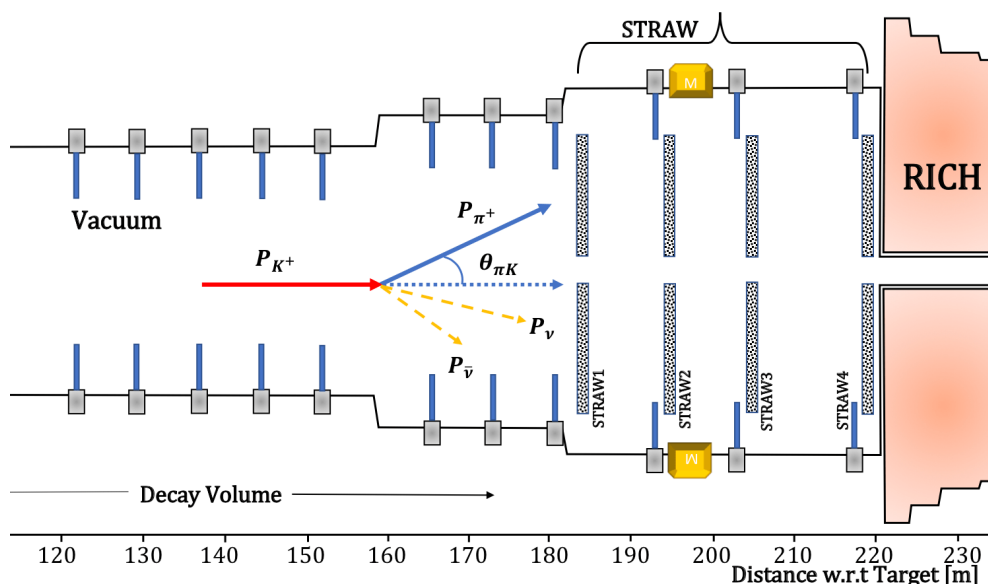 STRAW
M
RICH
Vacuum
P_{π^+}
P_{K^+}
θ_{πK}
P_ν
P_{ν̄}
STRAW1
STRAW2
STRAW3
STRAW4
M
Decay Volume
120 130 140 150 160 170 180 190 200 210 220 230
Distance w.r.t Target [m]